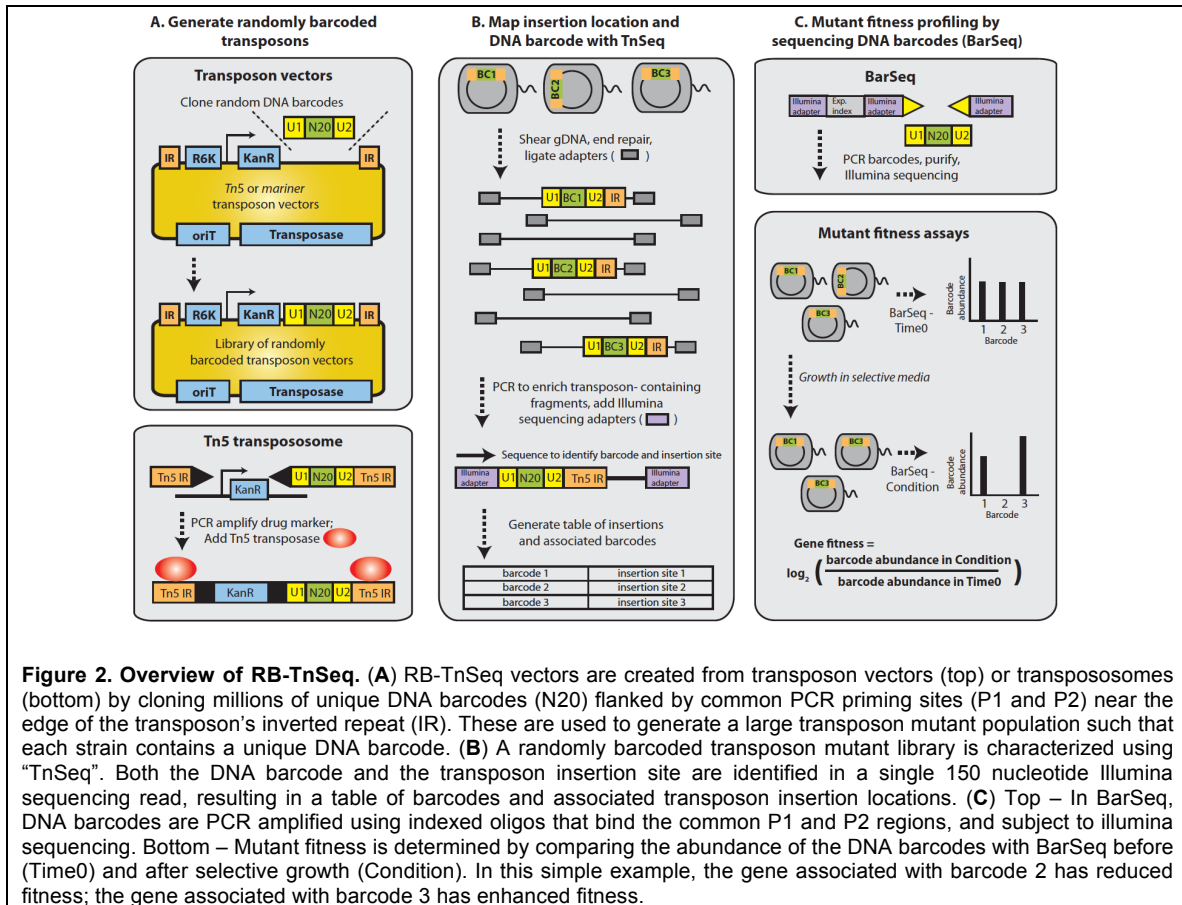 A. Generate randomly barcoded
transposons
Transposon vectors
Clone random DNA barcodes
U1 N20 U2
IR R6K KanR IR
Tn5 or mariner
transposon vectors
oriT Transposase
IR R6K KanR U1 N20 U2 IR
Library of randomly
barcoded transposon vectors
oriT Transposase
Tn5 transpososome
Tn5 IR U1 N20 U2 Tn5 IR
KanR
PCR amplify drug marker;
Add Tn5 transposase
Tn5 IR KanR U1 N20 U2 Tn5 IR
B. Map insertion location and
DNA barcode with TnSeq
BC1 BC2 BC3
Shear gDNA, end repair,
ligate adapters ( )
U1 BC1 U2 IR
U1 BC2 U2 IR
U1 BC3 U2 IR
PCR to enrich transposon- containing
fragments, add Illumina
sequencing adapters ( )
Sequence to identify barcode and insertion site
Illumina adapter U1 N20 U2 Tn5 IR Illumina adapter
Generate table of insertions
and associated barcodes
barcode 1 insertion site 1
barcode 2 insertion site 2
barcode 3 insertion site 3
C. Mutant fitness profiling by
sequencing DNA barcodes (BarSeq)
BarSeq
Illumina adapter Exp. index Illumina adapter Illumina adapter
U1 N20 U2
PCR barcodes, purify,
Illumina sequencing
Mutant fitness assays
BC1 BC2
BC3
BarSeq -
Time0
Barcode
abundance
1 2 3
Barcode
Growth in selective media
BC1 BC3
BC3
BarSeq -
Condition
Barcode
abundance
1 2 3
Barcode
Gene fitness =
log2 ( barcode abundance in Condition
barcode abundance in Time0 )
Figure 2. Overview of RB-TnSeq. (A) RB-TnSeq vectors are created from transposon vectors (top) or transpososomes
(bottom) by cloning millions of unique DNA barcodes (N20) flanked by common PCR priming sites (P1 and P2) near the
edge of the transposon's inverted repeat (IR). These are used to generate a large transposon mutant population such that
each strain contains a unique DNA barcode. (B) A randomly barcoded transposon mutant library is characterized using
"TnSeq". Both the DNA barcode and the transposon insertion site are identified in a single 150 nucleotide Illumina
sequencing read, resulting in a table of barcodes and associated transposon insertion locations. (C) Top – In BarSeq,
DNA barcodes are PCR amplified using indexed oligos that bind the common P1 and P2 regions, and subject to illumina
sequencing. Bottom – Mutant fitness is determined by comparing the abundance of the DNA barcodes with BarSeq before
(Time0) and after selective growth (Condition). In this simple example, the gene associated with barcode 2 has reduced
fitness; the gene associated with barcode 3 has enhanced fitness.